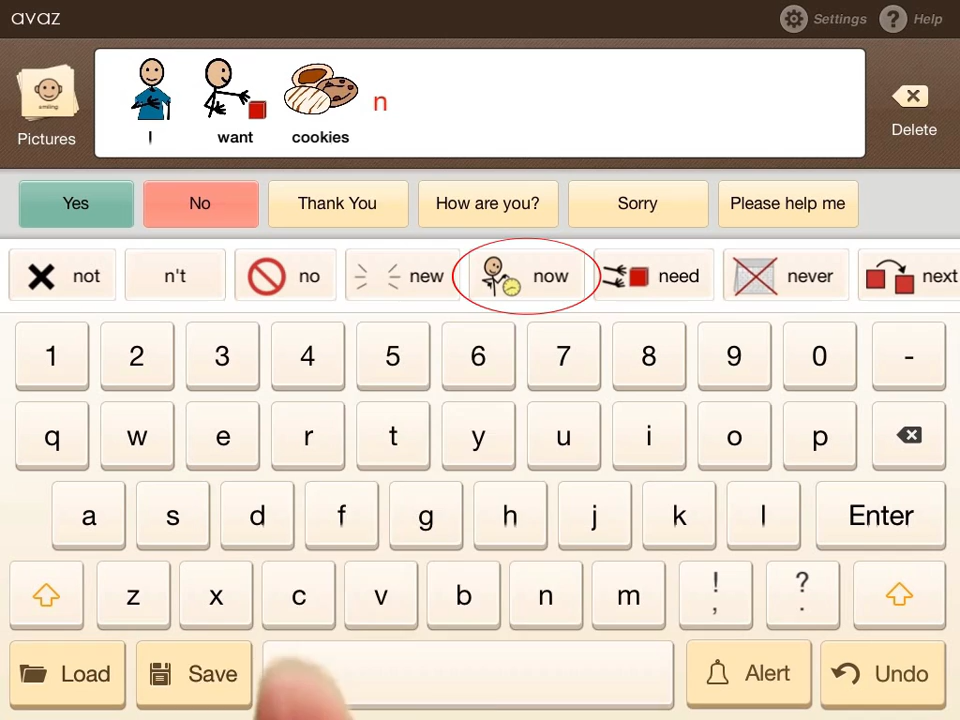 avaz
Settings
Help
smiling
Pictures
I want cookies n
Delete
Yes No Thank You How are you? Sorry Please help me
not n't no new now need never next
1 2 3 4 5 6 7 8 9 0 -
q w e r t y u i o p
a s d f g h j k l Enter
z x c v b n m ! , ? .
Load Save Alert Undo